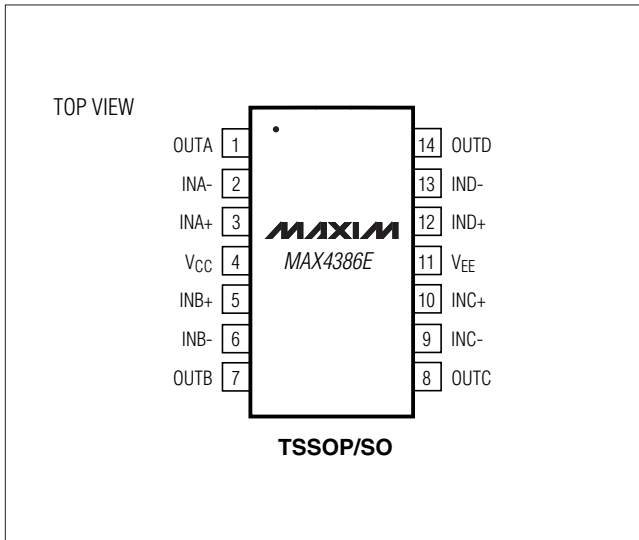 TOP VIEW
OUTA 1 14 OUTD
INA- 2 13 IND-
INA+ 3 12 IND+
MAXIM
VCC 4 MAX4386E 11 VEE
INB+ 5 10 INC+
INB- 6 9 INC-
OUTB 7 8 OUTC
TSSOP/SO